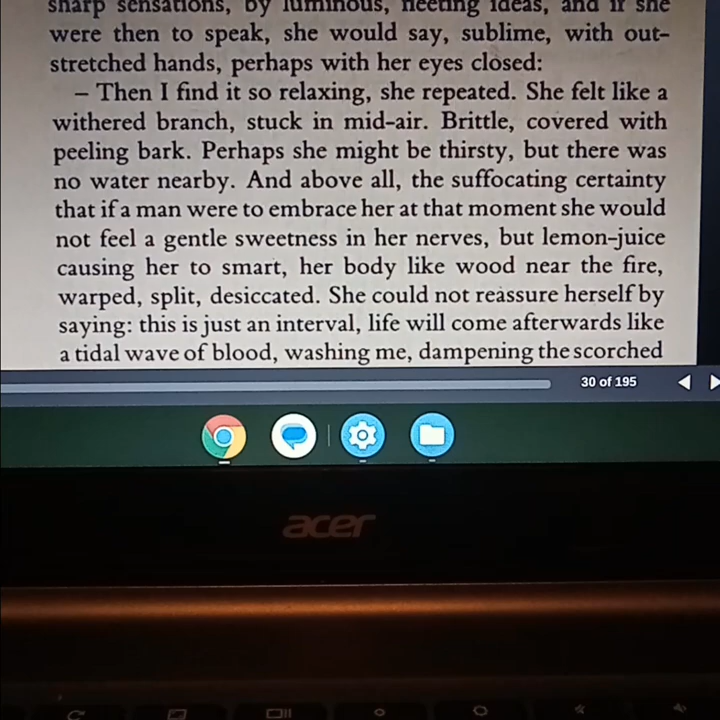 sharp sensations, by luminous, fleeting ideas, and if she
were then to speak, she would say, sublime, with out-
stretched hands, perhaps with her eyes closed:
– Then I find it so relaxing, she repeated. She felt like a
withered branch, stuck in mid-air. Brittle, covered with
peeling bark. Perhaps she might be thirsty, but there was
no water nearby. And above all, the suffocating certainty
that if a man were to embrace her at that moment she would
not feel a gentle sweetness in her nerves, but lemon-juice
causing her to smart, her body like wood near the fire,
warped, split, desiccated. She could not reassure herself by
saying: this is just an interval, life will come afterwards like
a tidal wave of blood, washing me, dampening the scorched
30 of 195
acer